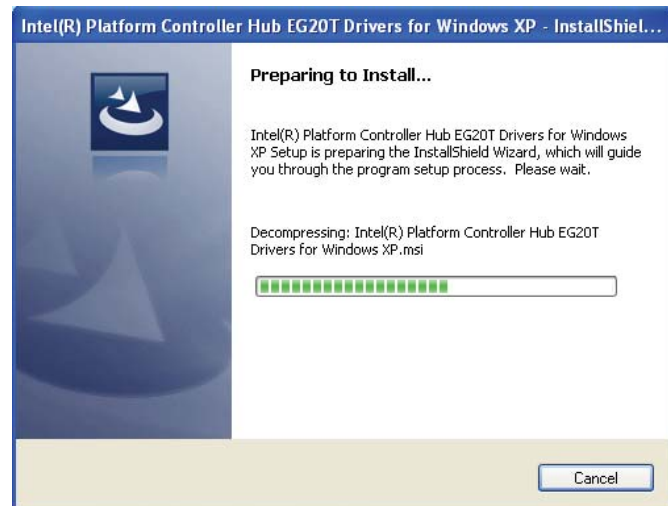 Intel(R) Platform Controller Hub EG20T Drivers for Windows XP - InstallShiel...
Preparing to Install...
Intel(R) Platform Controller Hub EG20T Drivers for Windows
XP Setup is preparing the InstallShield Wizard, which will guide
you through the program setup process. Please wait.
Decompressing: Intel(R) Platform Controller Hub EG20T
Drivers for Windows XP.msi
Cancel